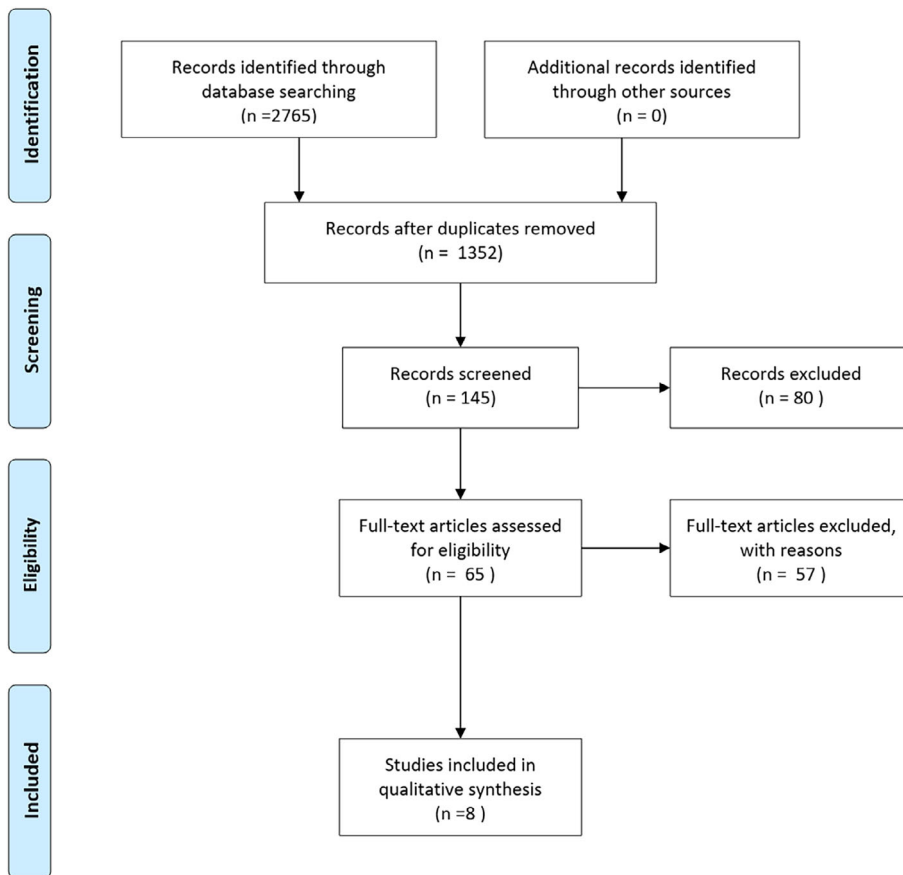 Identification
Records identified through
database searching
(n =2765)
Additional records identified
through other sources
(n = 0)
Records after duplicates removed
(n = 1352)
Screening
Records screened
(n = 145)
Records excluded
(n = 80 )
Eligibility
Full-text articles assessed
for eligibility
(n = 65 )
Full-text articles excluded,
with reasons
(n = 57 )
Included
Studies included in
qualitative synthesis
(n =8 )